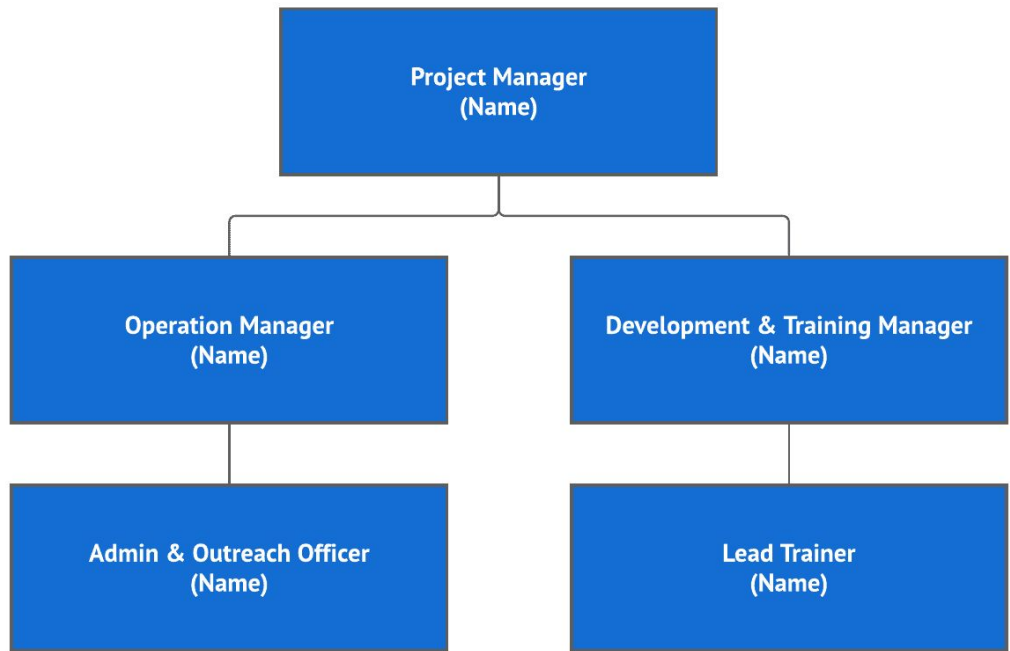 Project Manager
(Name)
Operation Manager
(Name)
Development & Training Manager
(Name)
Admin & Outreach Officer
(Name)
Lead Trainer
(Name)